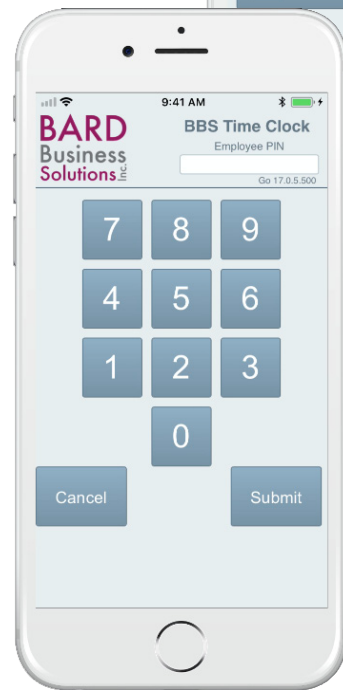 9:41 AM
BARD
Business
Solutions Inc.
BBS Time Clock
Employee PIN
Go 17.0.5.500
7 8 9
4 5 6
1 2 3
0
Cancel Submit